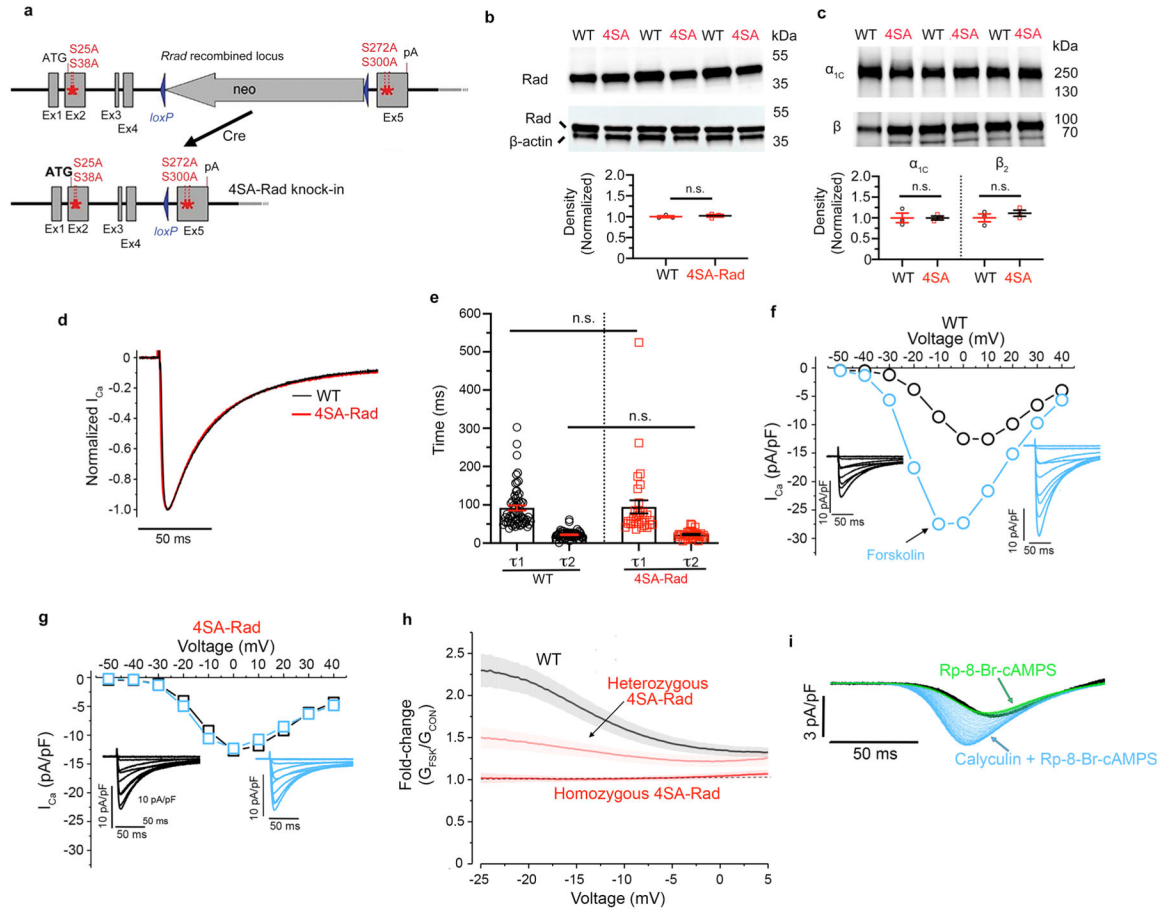 a
S25A
S38A
ATG
Rrad recombined locus
S272A
S300A
pA
neo
Ex1
Ex2
Ex3
Ex4
loxP
Ex5
Cre
ATG
S25A
S38A
S272A
S300A
pA
4SA-Rad knock-in
Ex1
Ex2
Ex3
Ex4
loxP
Ex5
b
WT 4SA WT 4SA WT 4SA kDa
Rad
55
35
Rad
β-actin
55
35
Density
(Normalized)
2.0
1.5
1.0
0.5
0
n.s.
WT 4SA-Rad
c
WT 4SA WT 4SA WT 4SA
kDa
α1C
250
130
β
100
70
α1C
β2
Density
(Normalized)
2.0
1.5
1.0
0.5
0.0
n.s.
n.s.
WT 4SA WT 4SA
d
Normalized ICa
0
-0.2
-0.4
-0.6
-0.8
-1.0
WT
4SA-Rad
50 ms
e
Time (ms)
600
500
400
300
200
100
0
n.s.
n.s.
τ1 τ2 τ1 τ2
WT 4SA-Rad
f
WT
Voltage (mV)
-50 -40 -30 -20 -10 0 10 20 30 40
ICa (pA/pF)
0
-5
-10
-15
-20
-25
-30
10 pA/pF
50 ms
10 pA/pF
50 ms
Forskolin
g
4SA-Rad
Voltage (mV)
-50 -40 -30 -20 -10 0 10 20 30 40
ICa (pA/pF)
0
-5
-10
-15
-20
-25
-30
10 pA/pF
10 pA/pF
50 ms
50 ms
10 pA/pF
50 ms
h
Fold-change
(GFSK/GCON)
2.5
2.0
1.5
1.0
0.5
0
WT
Heterozygous
4SA-Rad
Homozygous 4SA-Rad
-25 -20 -15 -10 -5 0 5
Voltage (mV)
i
Rp-8-Br-cAMPS
3 pA/pF
50 ms
Calyculin + Rp-8-Br-cAMPS